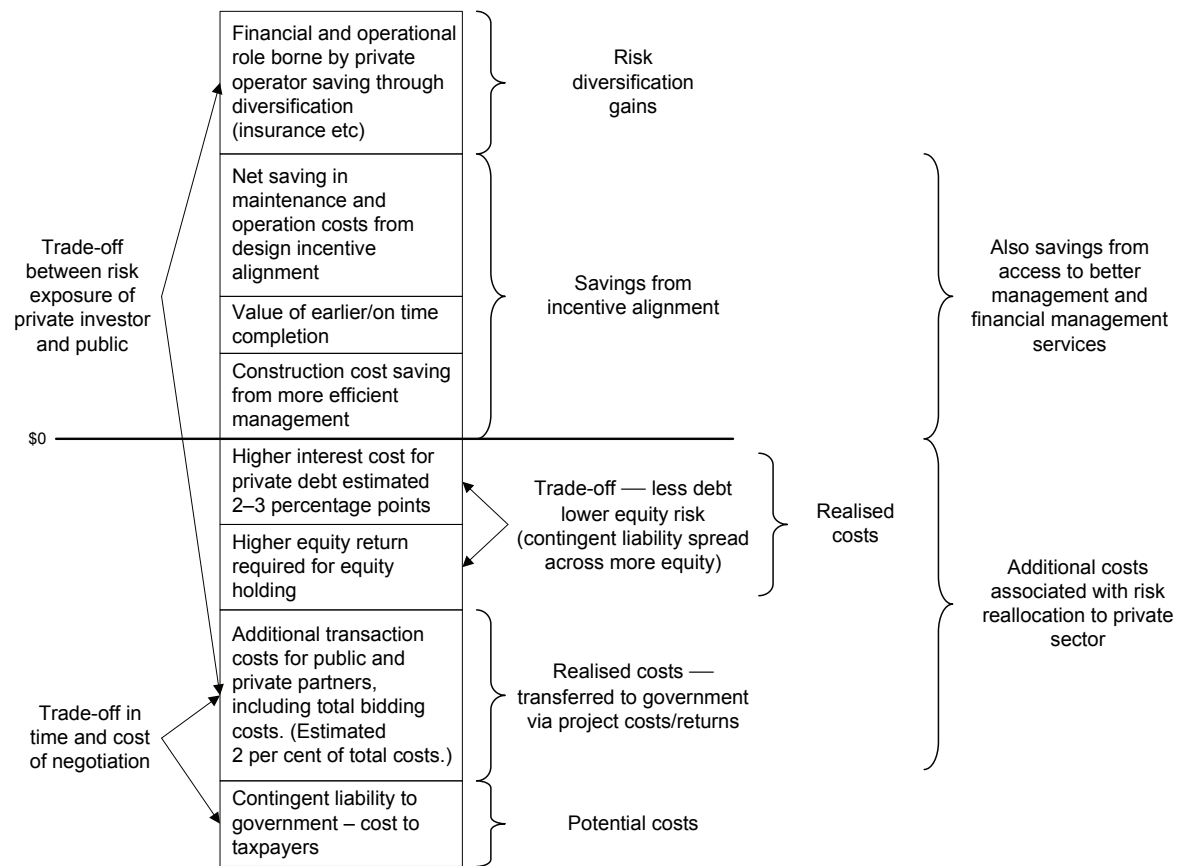 Financial and operational
role borne by private
operator saving through
diversification
(insurance etc)
Risk
diversification
gains
Net saving in
maintenance and
operation costs from
design incentive
alignment
Value of earlier/on time
completion
Construction cost saving
from more efficient
management
Savings from
incentive alignment
Also savings from
access to better
management and
financial management
services
Trade-off
between risk
exposure of
private investor
and public
$0
Higher interest cost for
private debt estimated
2–3 percentage points
Higher equity return
required for equity
holding
Trade-off — less debt
lower equity risk
(contingent liability spread
across more equity)
Realised
costs
Additional costs
associated with risk
reallocation to private
sector
Additional transaction
costs for public and
private partners,
including total bidding
costs. (Estimated
2 per cent of total costs.)
Realised costs —
transferred to government
via project costs/returns
Trade-off in
time and cost
of negotiation
Contingent liability to
government – cost to
taxpayers
Potential costs